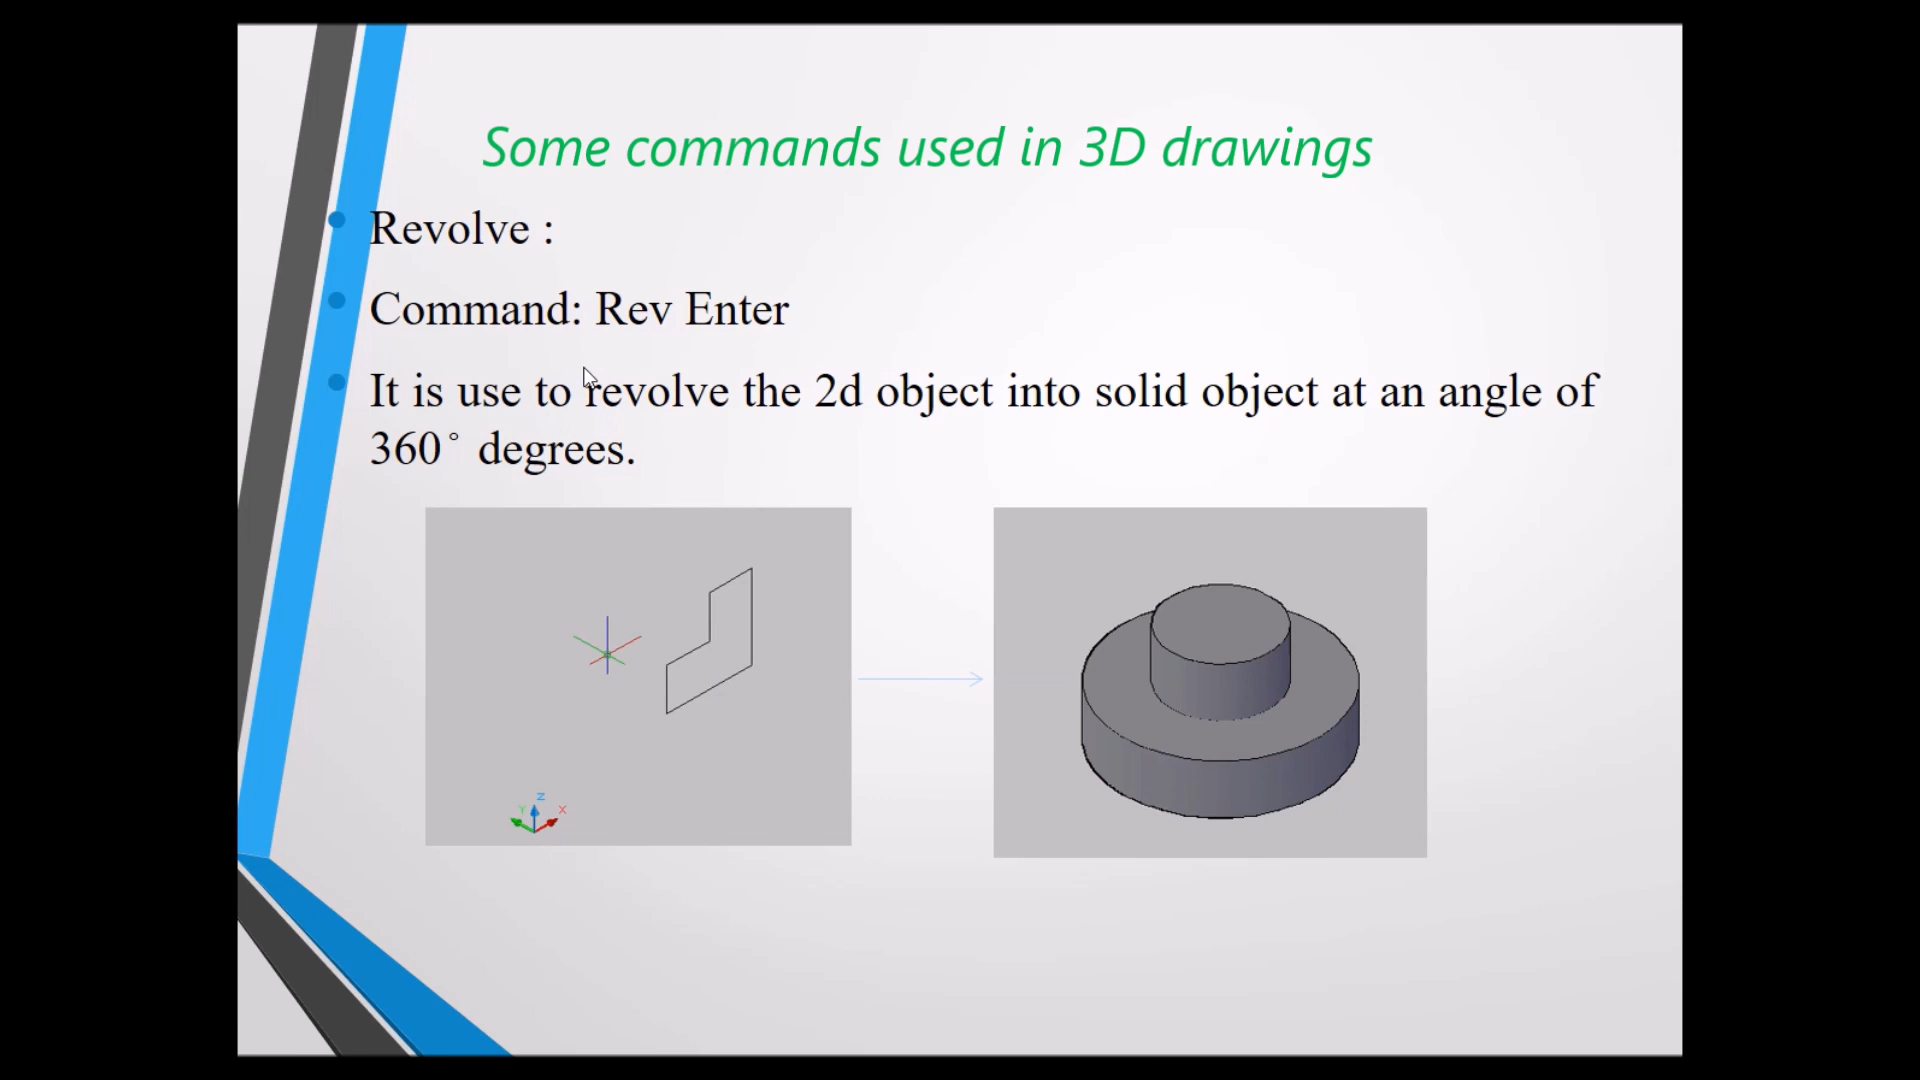 Some commands used in 3D drawings
Revolve :
Command: Rev Enter
It is use to revolve the 2d object into solid object at an angle of
360° degrees.
Z
Y
X